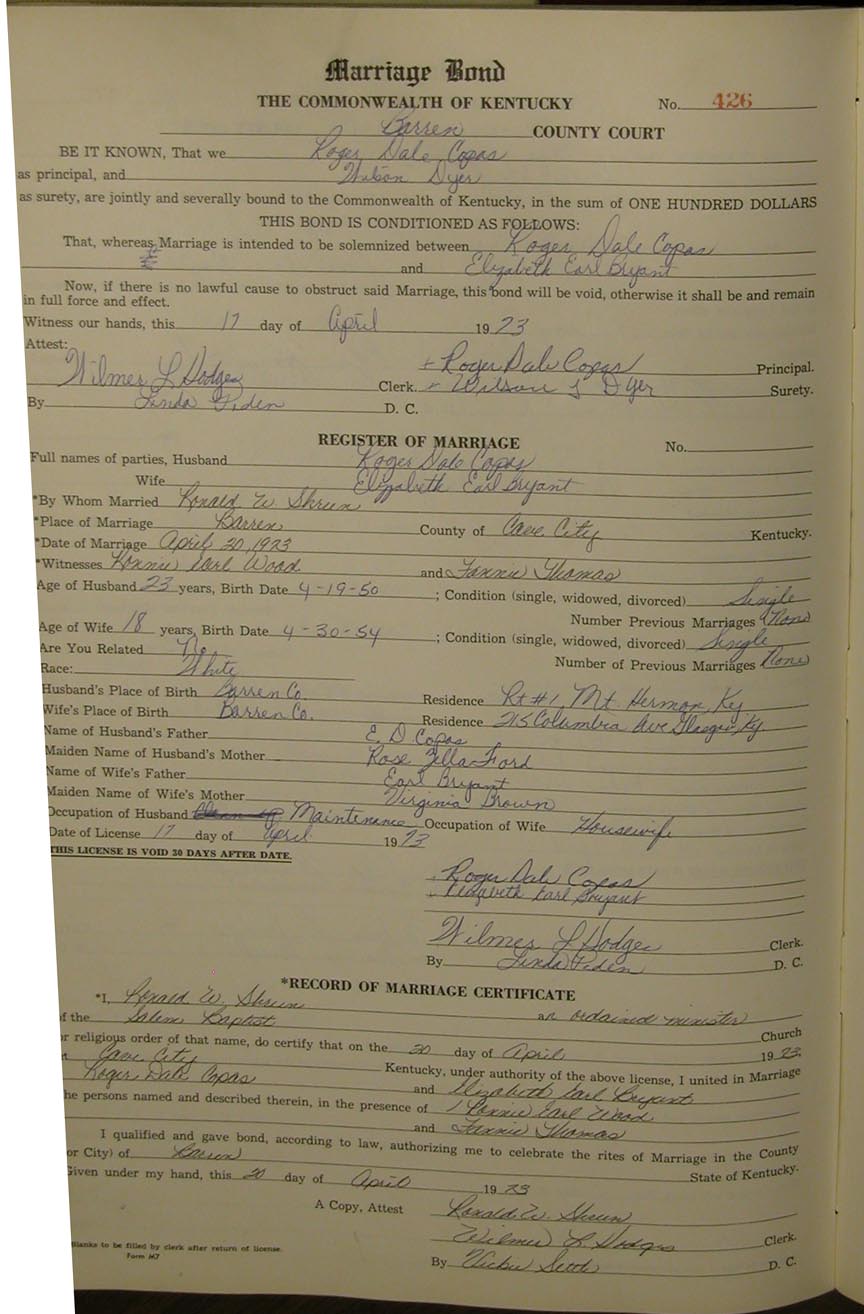 Marriage Bond
THE COMMONWEALTH OF KENTUCKY No. 426
Barren COUNTY COURT
BE IT KNOWN, That we Roger Dale Copas
as principal, and Wilson Dyer
as surety, are jointly and severally bound to the Commonwealth of Kentucky, in the sum of ONE HUNDRED DOLLARS
THIS BOND IS CONDITIONED AS FOLLOWS:
That, whereas, Marriage is intended to be solemnized between Roger Dale Copas
and Elizabeth Earl Bryant
Now, if there is no lawful cause to obstruct said Marriage, this bond will be void, otherwise it shall be and remain
in full force and effect.
Witness our hands, this 17 day of April 1973
Attest: Roger Dale Copas Principal.
Wilmer L Hodges Clerk. Wilson L Dyer Surety.
By Linda Peden D. C.
REGISTER OF MARRIAGE No.
Full names of parties, Husband Roger Dale Copas
Wife Elizabeth Earl Bryant
*By Whom Married Ronald W. Shrun
*Place of Marriage Barren County of Cave City Kentucky.
*Date of Marriage April 20, 1973
*Witnesses Ronnie Earl Wood and Fannie Thomas
Age of Husband 23 years, Birth Date 4-19-50 ; Condition (single, widowed, divorced) Single
Number Previous Marriages None
Age of Wife 18 years, Birth Date 4-30-54 ; Condition (single, widowed, divorced) Single
Are You Related No Number of Previous Marriages None
Race: White
Husband's Place of Birth Barren Co. Residence Rt #1, Mt. Hermon, Ky
Wife's Place of Birth Barren Co. Residence 215 Columbia Ave Glasgow, Ky.
Name of Husband's Father E. D Copas
Maiden Name of Husband's Mother Rose Zella Ford
Name of Wife's Father Earl Bryant
Maiden Name of Wife's Mother Virginia Brown
Occupation of Husband Clean up Maintenance Occupation of Wife Housewife
Date of License 17 day of April 1973
THIS LICENSE IS VOID 30 DAYS AFTER DATE.
Roger Dale Copas
Elizabeth Earl Bryant
Wilmer L Hodges Clerk.
By Linda Peden D. C.
*RECORD OF MARRIAGE CERTIFICATE
*I, Ronald W. Shrun an ordained minister
of the Salem Baptist Church
or religious order of that name, do certify that on the 20 day of April 1973,
at Cave City Kentucky, under authority of the above license, I united in Marriage
Roger Dale Copas and Elizabeth Earl Bryant
the persons named and described therein, in the presence of Ronnie Earl Wood
and Fannie Thomas
I qualified and gave bond, according to law, authorizing me to celebrate the rites of Marriage in the County
(or City) of Barren State of Kentucky.
Given under my hand, this 20 day of April 1973
A Copy, Attest Ronald W. Shrun
Wilmer L. Hodges Clerk.
By Vickie D. C.
Blanks to be filled by clerk after return of license.
Form